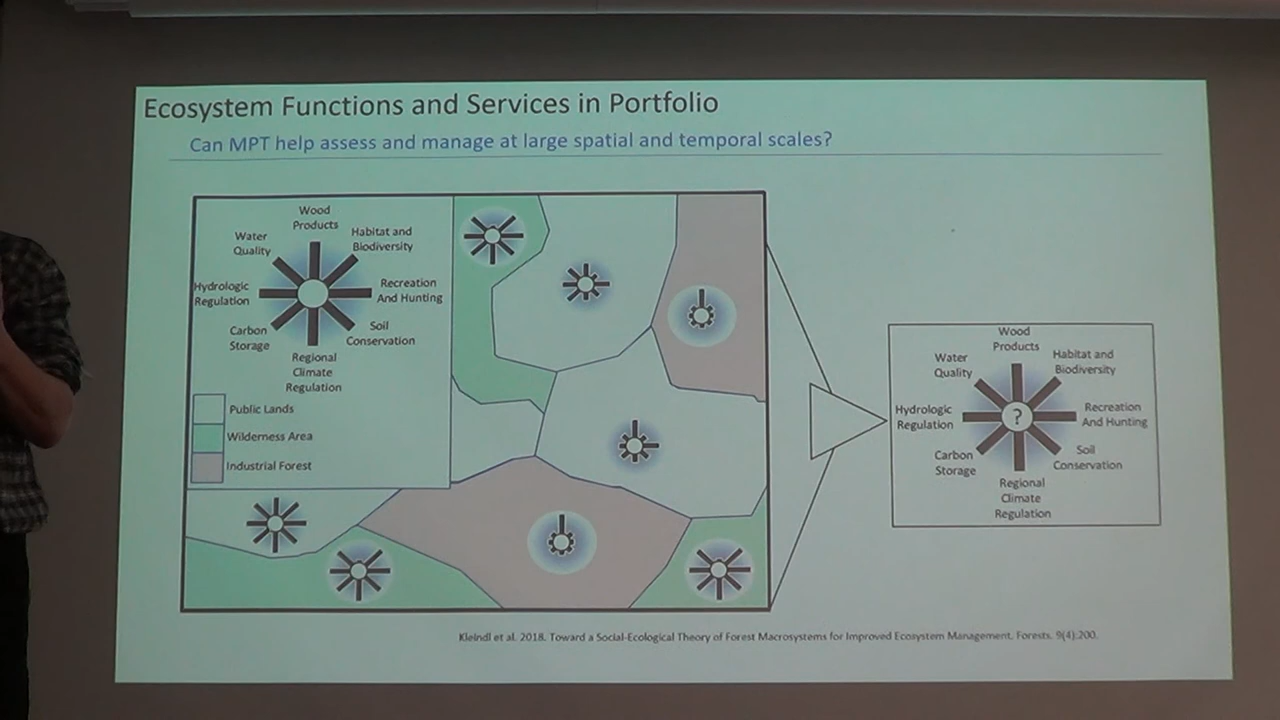 Ecosystem Functions and Services in Portfolio
Can MPT help assess and manage at large spatial and temporal scales?
Wood
Products
Habitat and
Biodiversity
Water
Quality
Recreation
And Hunting
Hydrologic
Regulation
Soil
Conservation
Carbon
Storage
Regional
Climate
Regulation
Public Lands
Wilderness Area
Industrial Forest
Wood
Products
Habitat and
Biodiversity
Water
Quality
Recreation
And Hunting
Hydrologic
Regulation
?
Soil
Conservation
Carbon
Storage
Regional
Climate
Regulation
Kleindl et al. 2018. Toward a Social-Ecological Theory of Forest Macrosystems for Improved Ecosystem Management. Forests. 9(4):200.